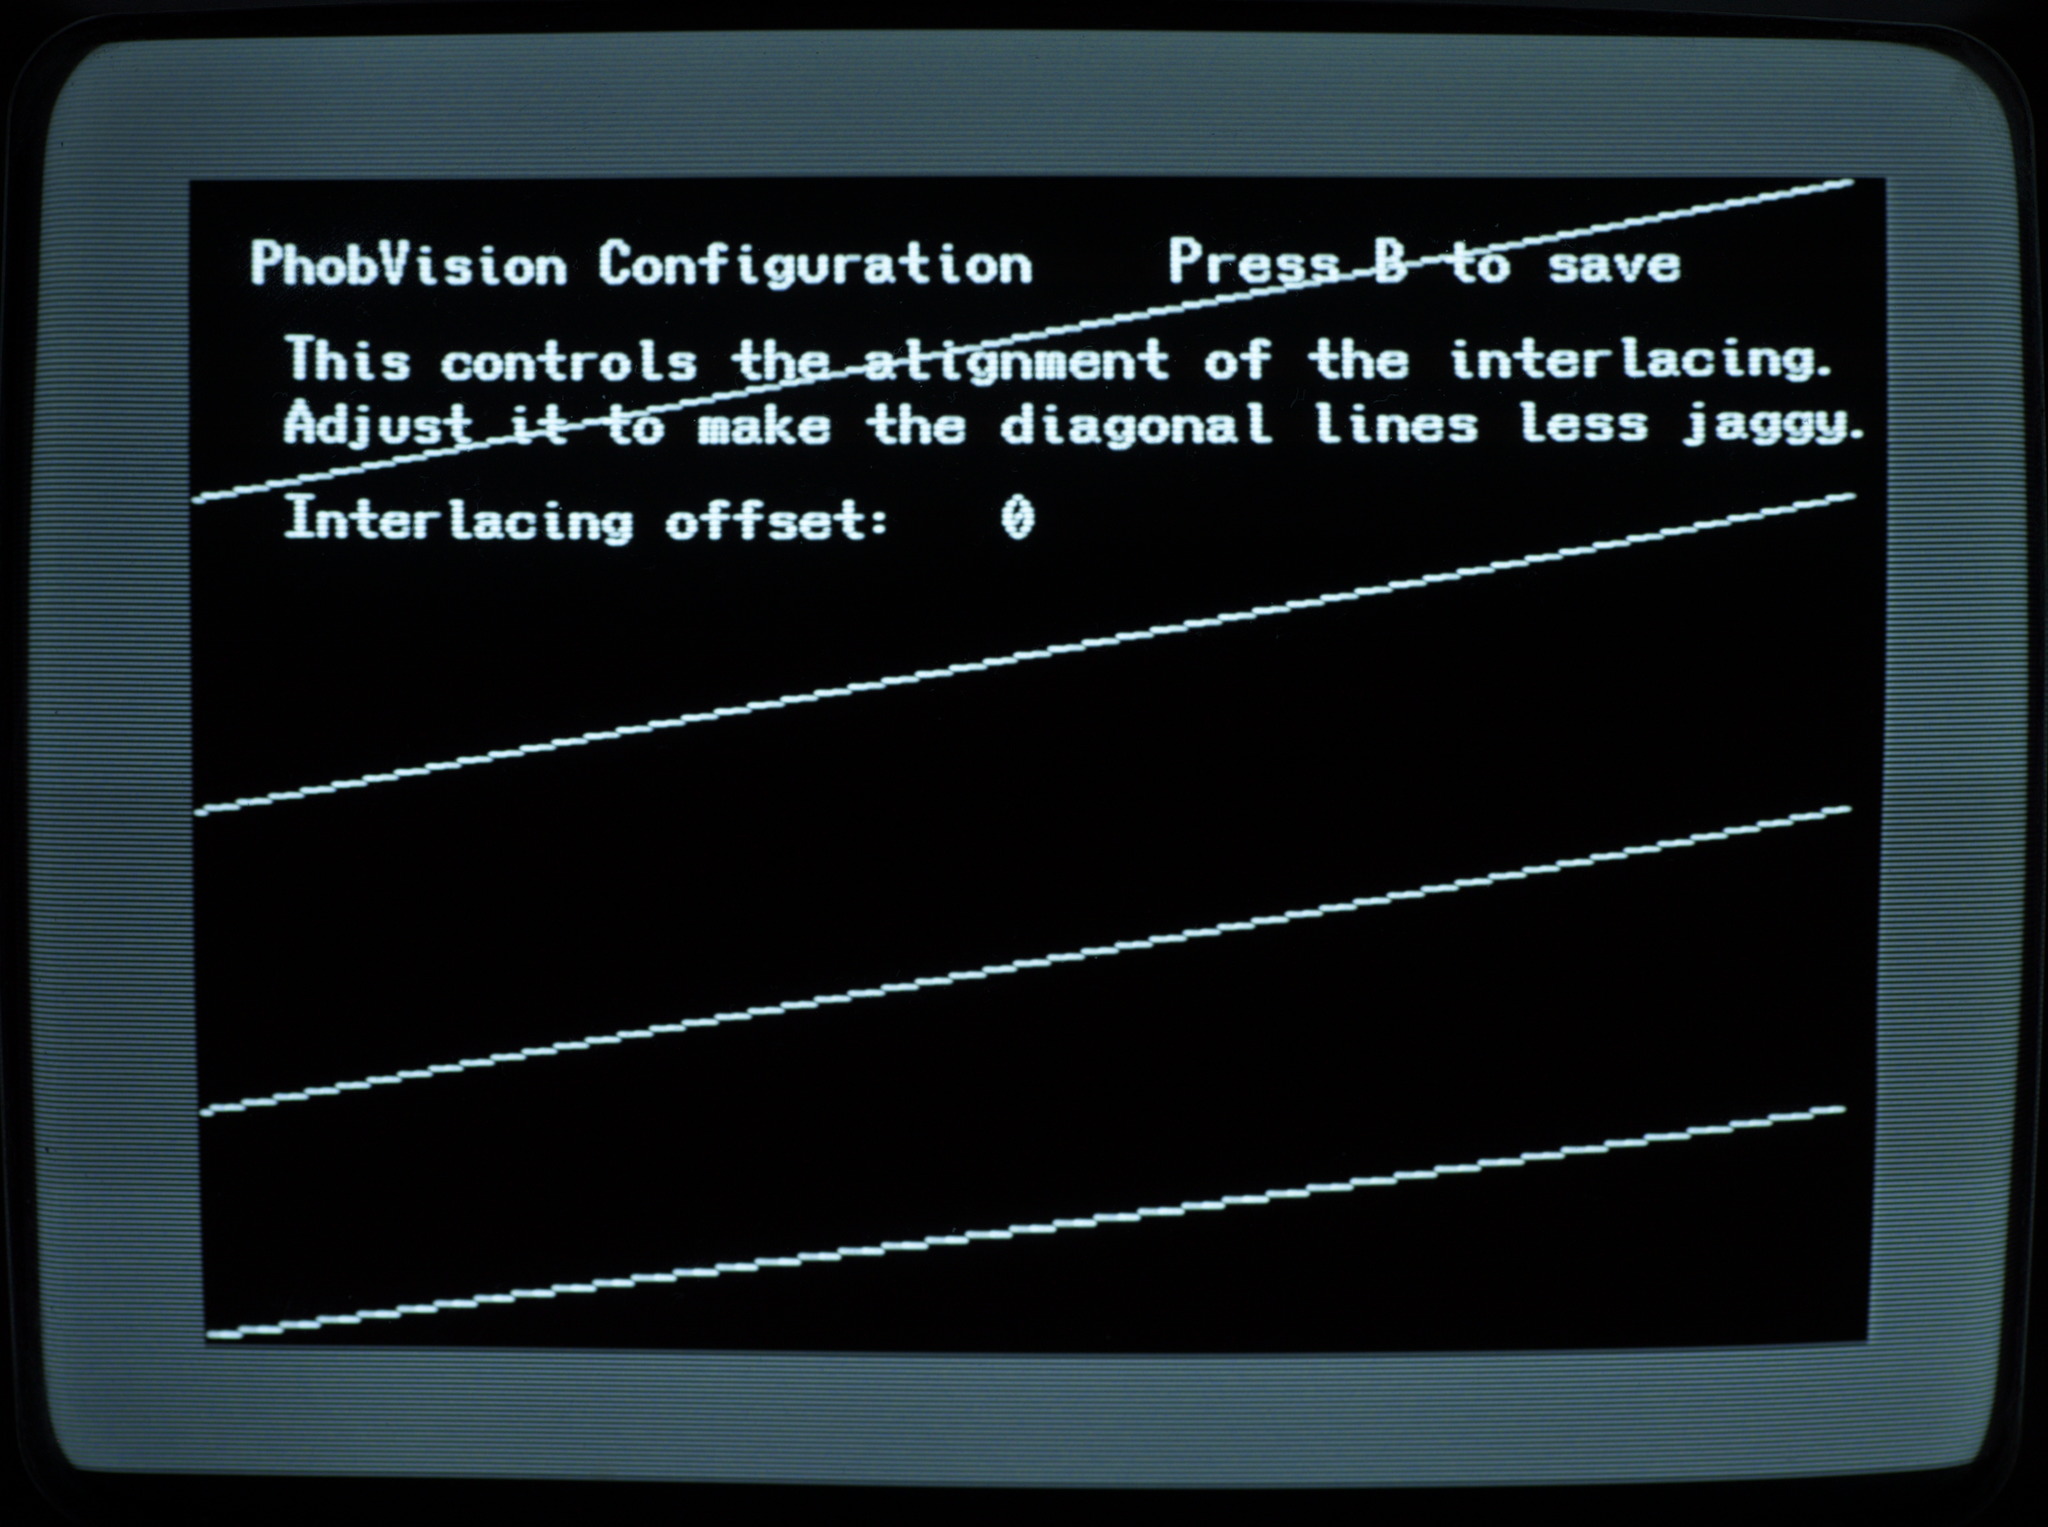 PhobVision Configuration    Press B to save
This controls the alignment of the interlacing.
Adjust it to make the diagonal lines less jaggy.
Interlacing offset:   0